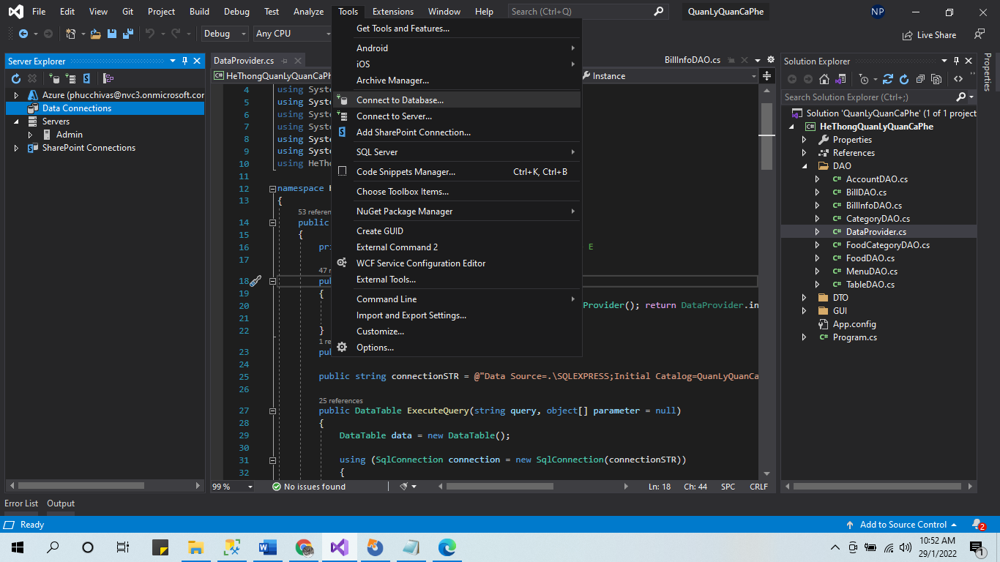 File Edit View Git Project Build Debug Test Analyze Tools Extensions Window Help Search (Ctrl+Q) QuanLyQuanCaPhe NP
Debug Any CPU Live Share
Server Explorer
Azure (phucchivas@nvc3.onmicrosoft.con
Data Connections
Servers
Admin
SharePoint Connections
DataProvider.cs BillInfoDAO.cs
HeThongQuanLyQuanCaPh Instance
Get Tools and Features...
Android
iOS
Archive Manager...
Connect to Database...
Connect to Server...
Add SharePoint Connection...
SQL Server
Code Snippets Manager... Ctrl+K, Ctrl+B
Choose Toolbox Items...
NuGet Package Manager
Create GUID
External Command 2
WCF Service Configuration Editor
External Tools...
Command Line
Import and Export Settings...
Customize...
Options...
4 using Syst
5 using Syst
6 using Syst
7 using Syst
8 using Syst
9 using Syst
10 using HeTho
11
12 namespace H
13 {
53 referen
14 public
15 {
16 pri E
17
47 r
18 pub
19 {
20 Provider(); return DataProvider.in
21
22 }
1 re
23 pub
24
25 public string connectionSTR = @"Data Source=.\SQLEXPRESS;Initial Catalog=QuanLyQuanCa
26
25 references
27 public DataTable ExecuteQuery(string query, object[] parameter = null)
28 {
29 DataTable data = new DataTable();
30
31 using (SqlConnection connection = new SqlConnection(connectionSTR))
32 {
99 % No issues found Ln: 18 Ch: 44 SPC CRLF
Solution Explorer
Search Solution Explorer (Ctrl+;)
Solution 'QuanLyQuanCaPhe' (1 of 1 project
C# HeThongQuanLyQuanCaPhe
Properties
References
DAO
C# AccountDAO.cs
C# BillDAO.cs
C# BillInfoDAO.cs
C# CategoryDAO.cs
C# DataProvider.cs
C# FoodCategoryDAO.cs
C# FoodDAO.cs
C# MenuDAO.cs
C# TableDAO.cs
DTO
GUI
App.config
C# Program.cs
Properties
Error List Output
Ready Add to Source Control 2
10:52 AM
29/1/2022
1